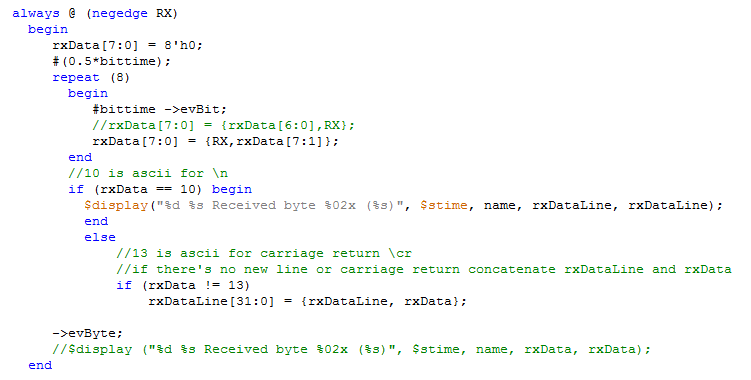 always @ (negedge RX)
begin
rxData[7:0] = 8'h0;
#(0.5*bittime);
repeat (8)
begin
#bittime ->evBit;
//rxData[7:0] = {rxData[6:0],RX};
rxData[7:0] = {RX,rxData[7:1]};
end
//10 is ascii for \n
if (rxData == 10) begin
$display("%d %s Received byte %02x (%s)", $stime, name, rxDataLine, rxDataLine);
end
else
//13 is ascii for carriage return \cr
//if there's no new line or carriage return concatenate rxDataLine and rxData
if (rxData != 13)
rxDataLine[31:0] = {rxDataLine, rxData};
->evByte;
//$display ("%d %s Received byte %02x (%s)", $stime, name, rxData, rxData);
end